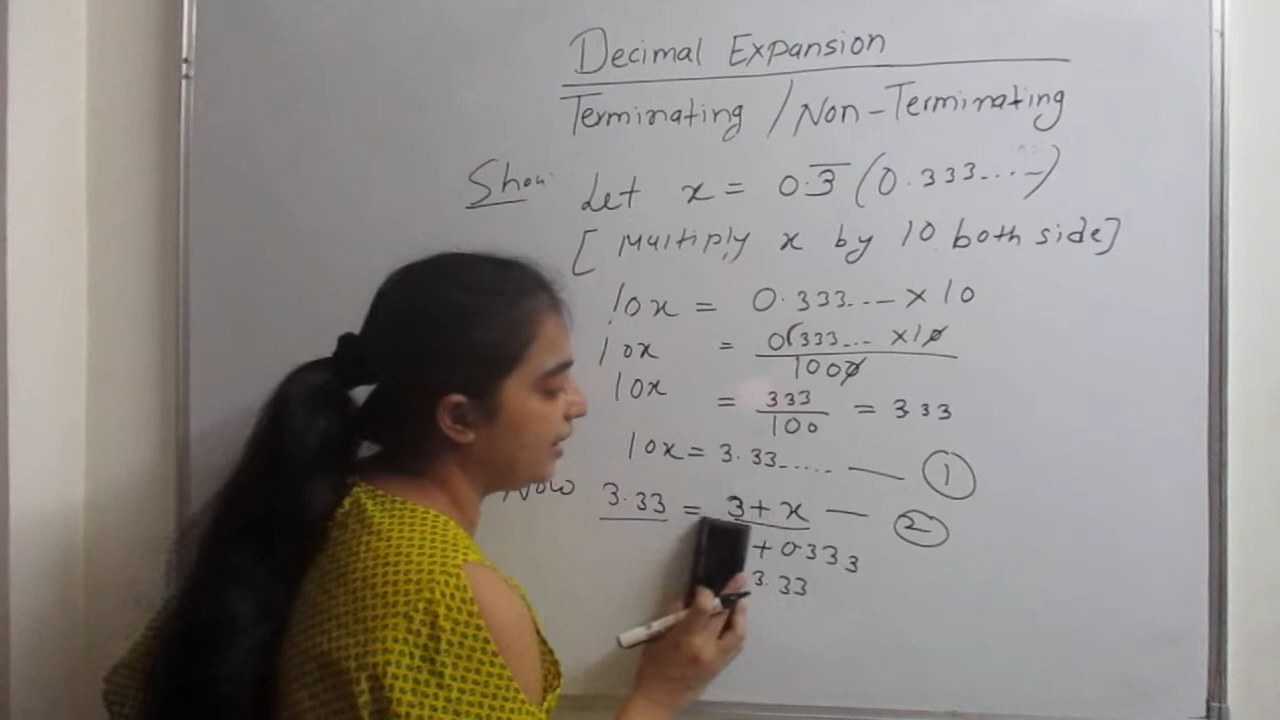 Decimal Expansion
Terminating / Non-Terminating
Show Let x = 0.3̅ (0.333...-)
[ Multiply x by 10 both side]
10x = 0.333..-- × 10
10x = 0.333... × 10 / 1000
10x = 333 / 100 = 333
10x = 3.33..... — ①
Now 3.33 = 3 + x — ②
+ 0.333
3.33